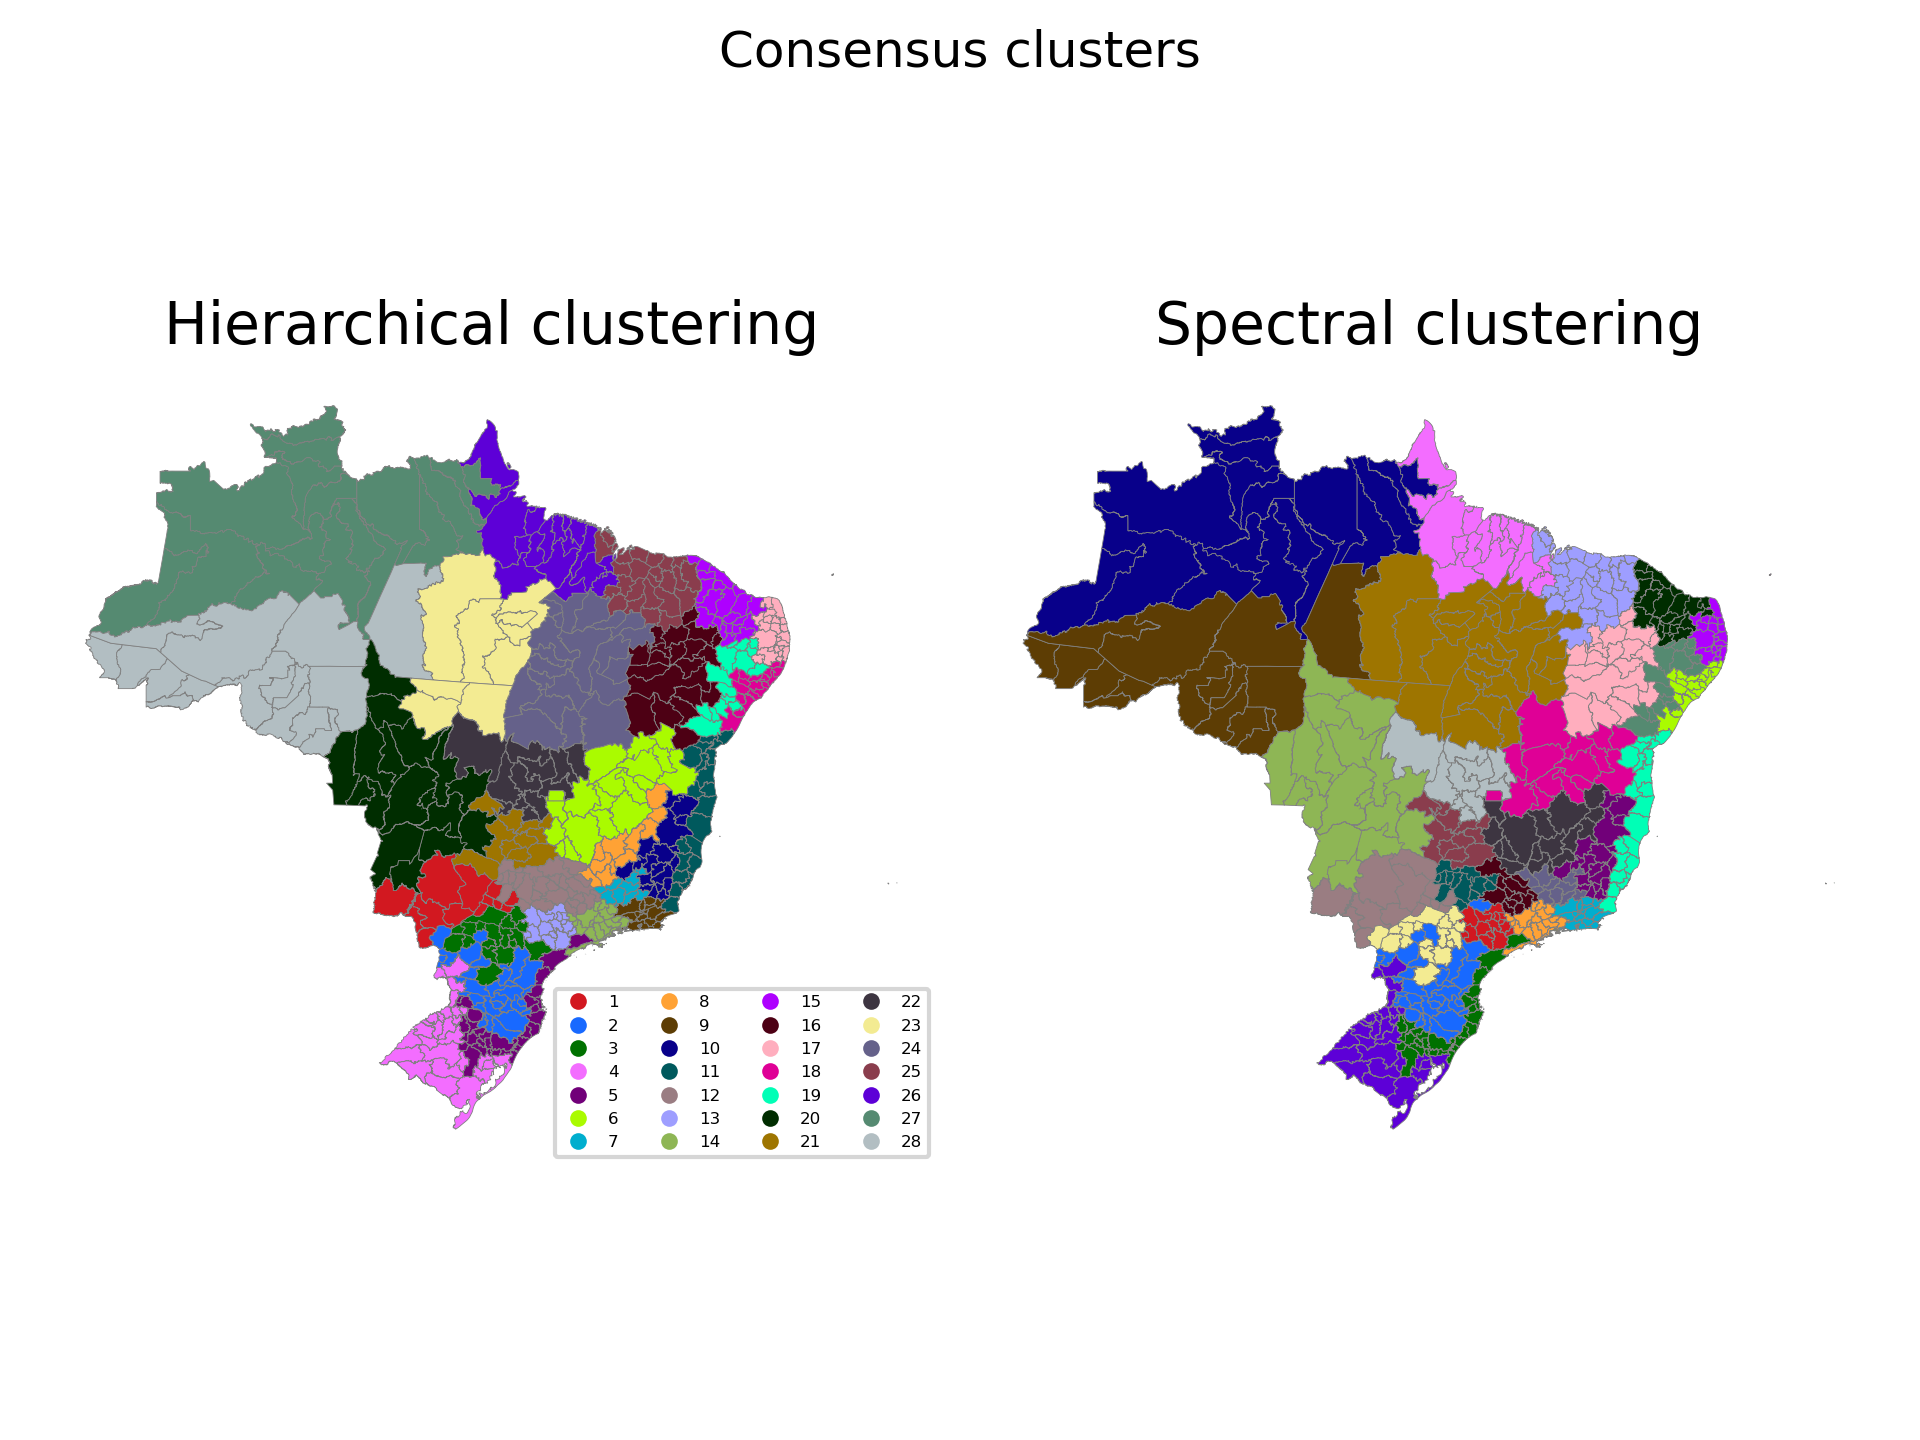 Consensus clusters
Hierarchical clustering
Spectral clustering
1 8 15 22
2 9 16 23
3 10 17 24
4 11 18 25
5 12 19 26
6 13 20 27
7 14 21 28